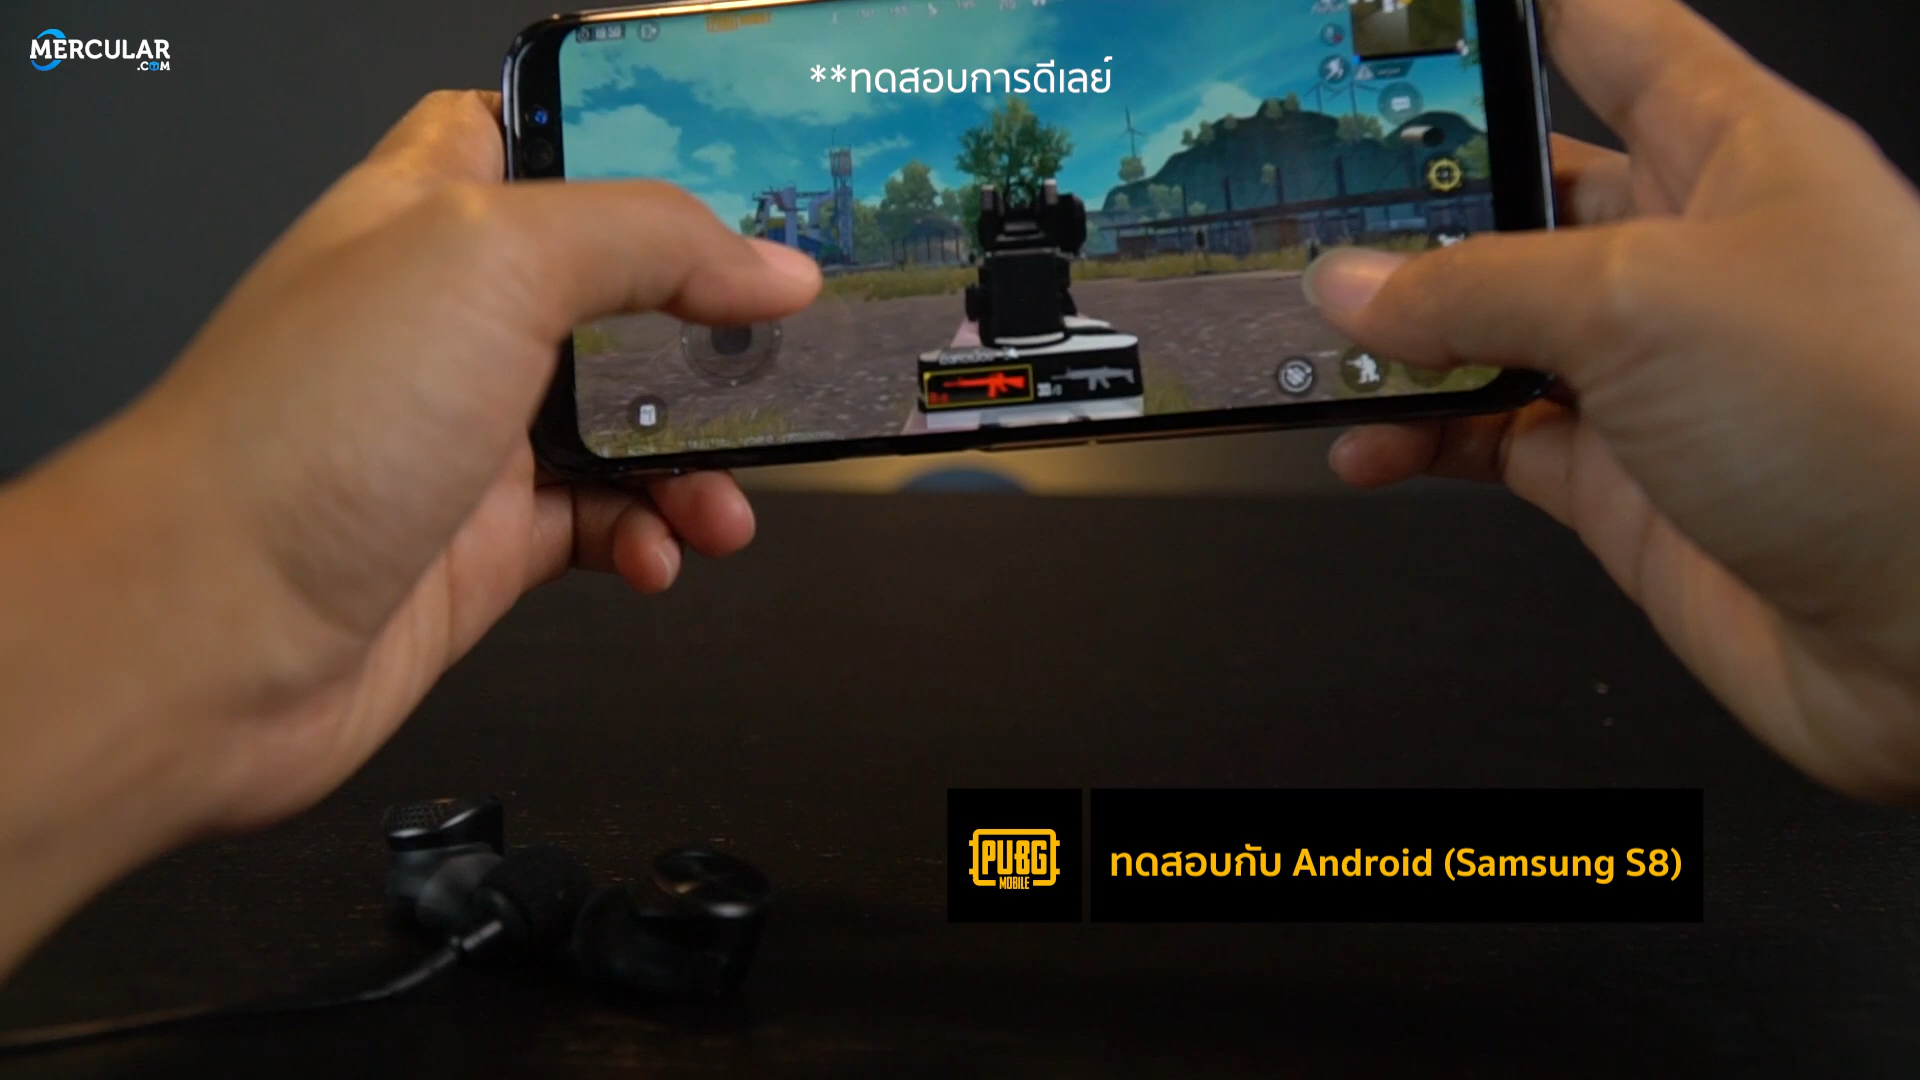 MERCULAR
.COM
**ทดสอบการดีเลย์
PUBG
MOBILE
ทดสอบกับ Android (Samsung S8)